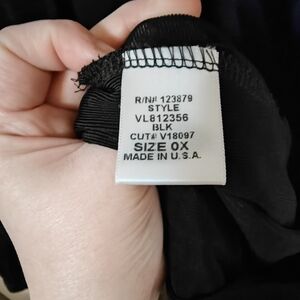 R/N# 123879
STYLE
VL812356
BLK
CUT# V18097
SIZE 0X
MADE IN U.S.A.